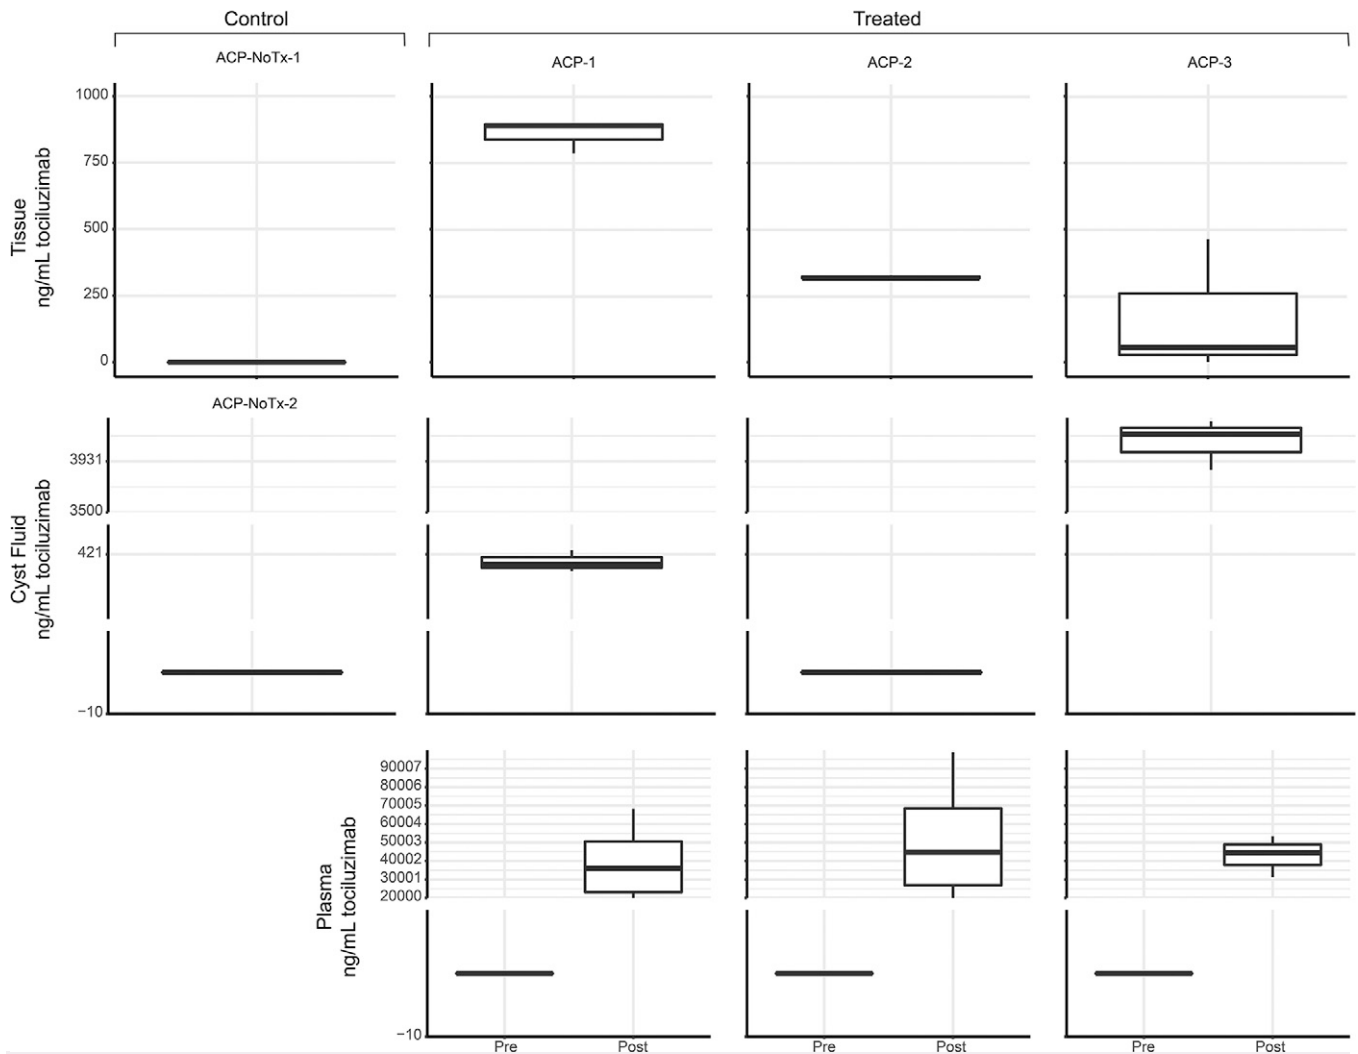 Control
Treated
ACP-NoTx-1
ACP-1
ACP-2
ACP-3
Tissue
ng/mL tociluzimab
1000
750
500
250
0
ACP-NoTx-2
Cyst Fluid
ng/mL tociluzimab
3931
3500
421
−10
Plasma
ng/mL tociluzimab
90007
80006
70005
60004
50003
40002
30001
20000
−10
Pre
Post
Pre
Post
Pre
Post